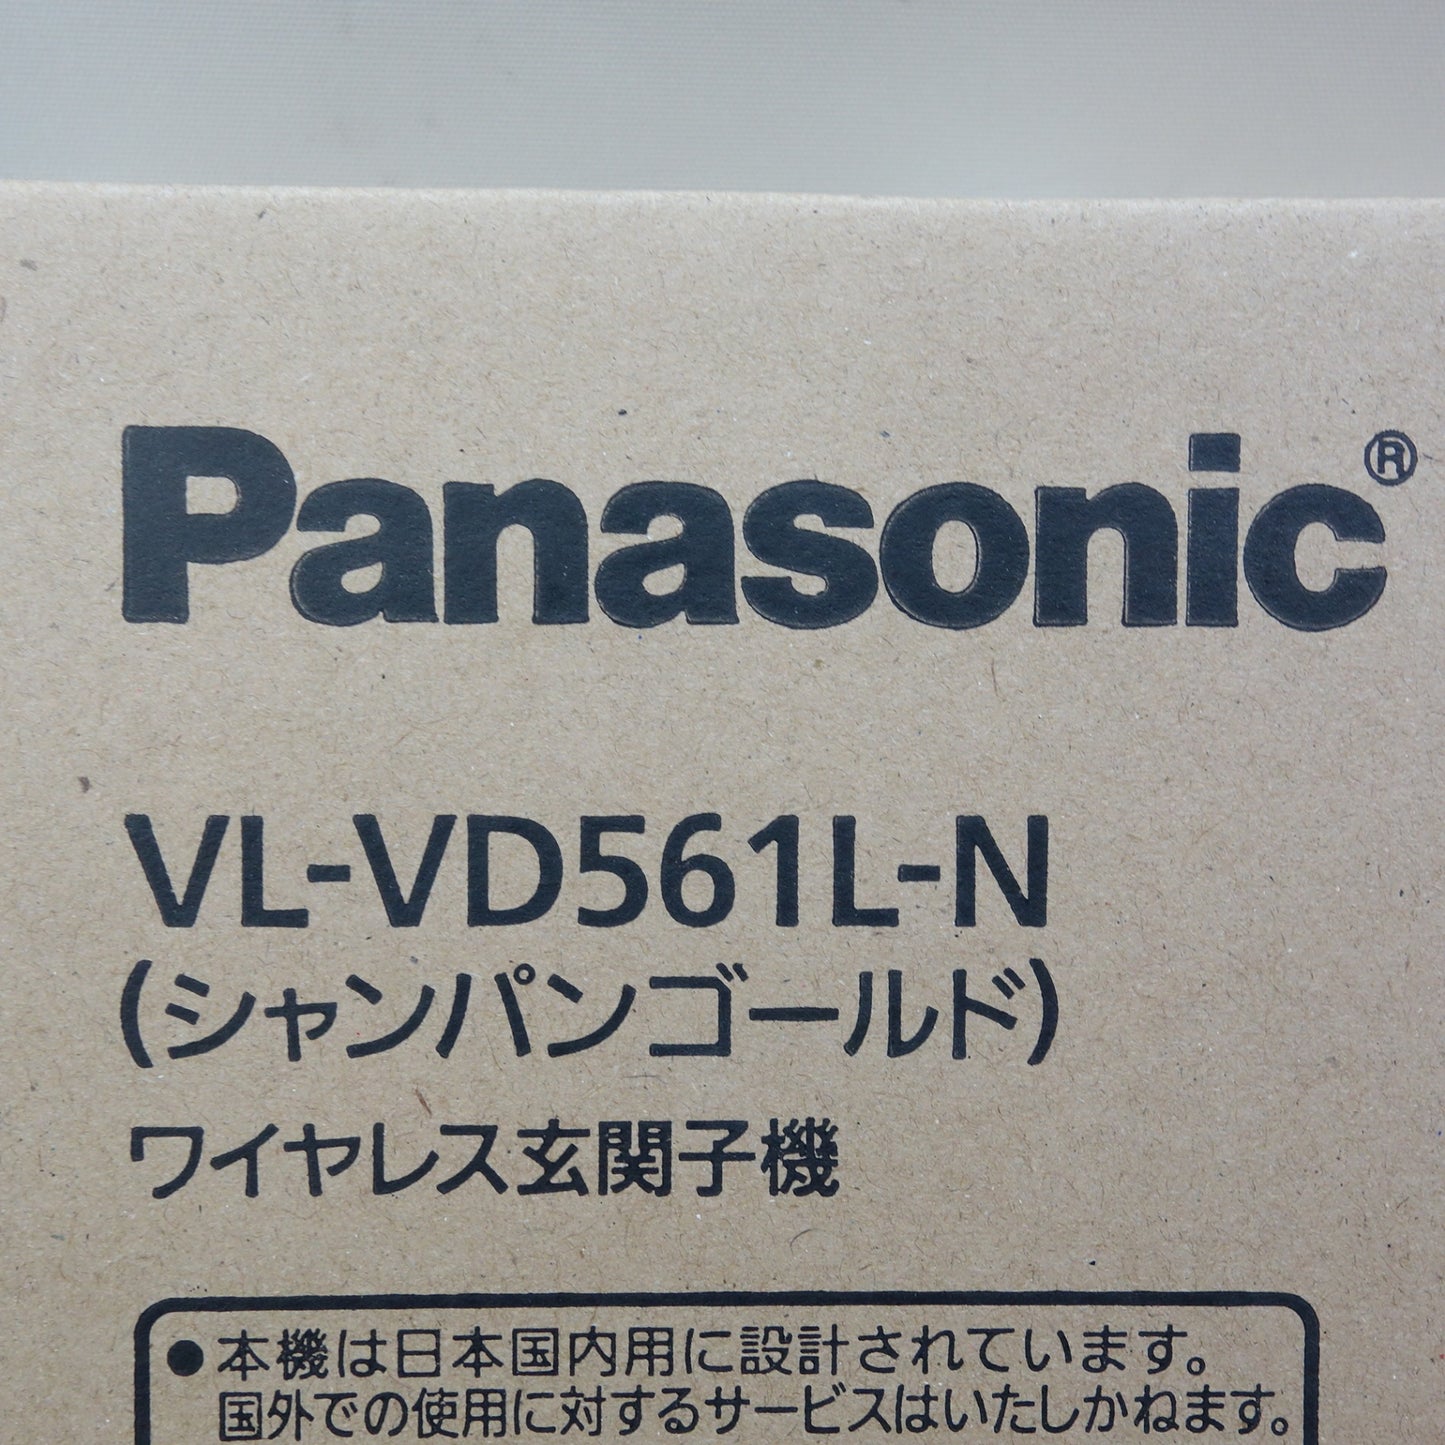 Panasonic®
VL-VD561L-N
(シャンパンゴールド)
ワイヤレス玄関子機
●本機は日本国内用に設計されています。
国外での使用に対するサービスはいたしかねます。